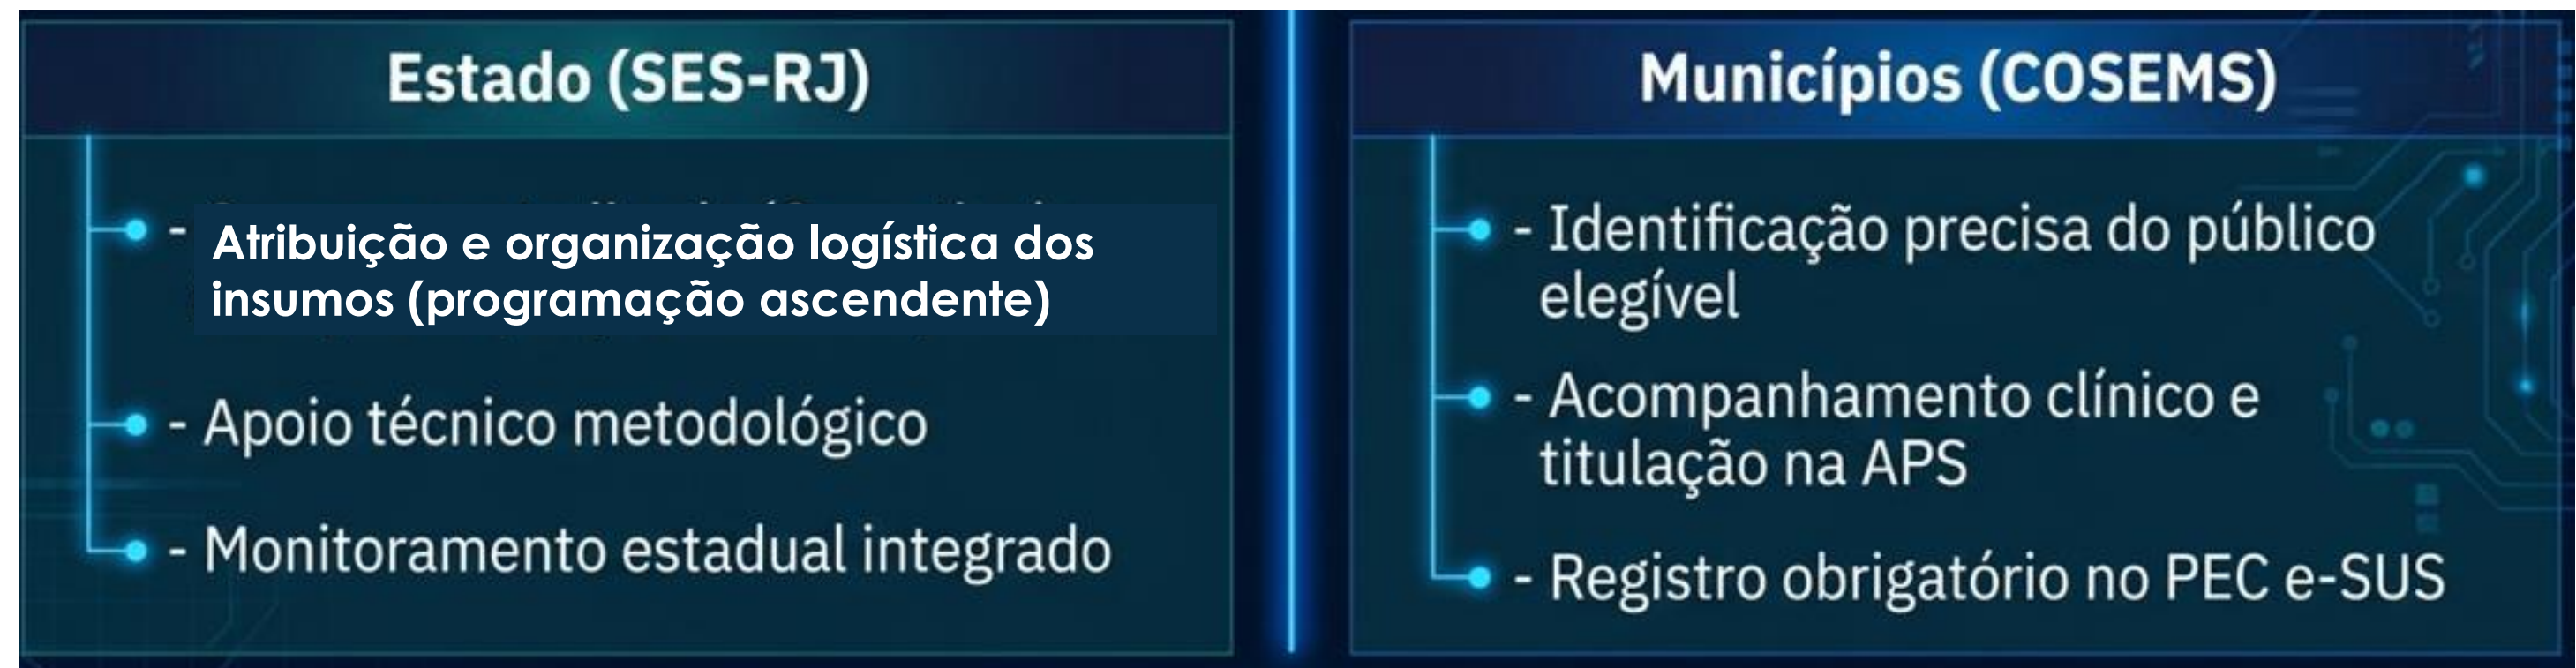 Estado (SES-RJ)
- Atribuição e organização logística dos
insumos (programação ascendente)
- Apoio técnico metodológico
- Monitoramento estadual integrado
Municípios (COSEMS)
- Identificação precisa do público
elegível
- Acompanhamento clínico e
titulação na APS
- Registro obrigatório no PEC e-SUS